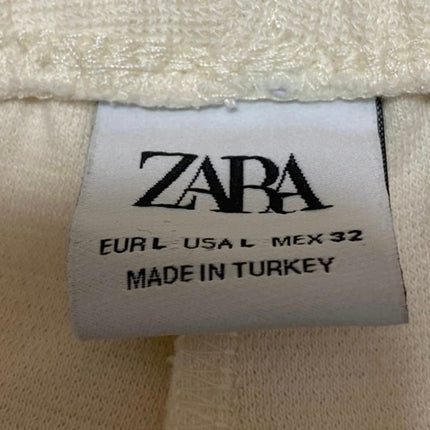 ZARA
EUR L USA L MEX 32
MADE IN TURKEY